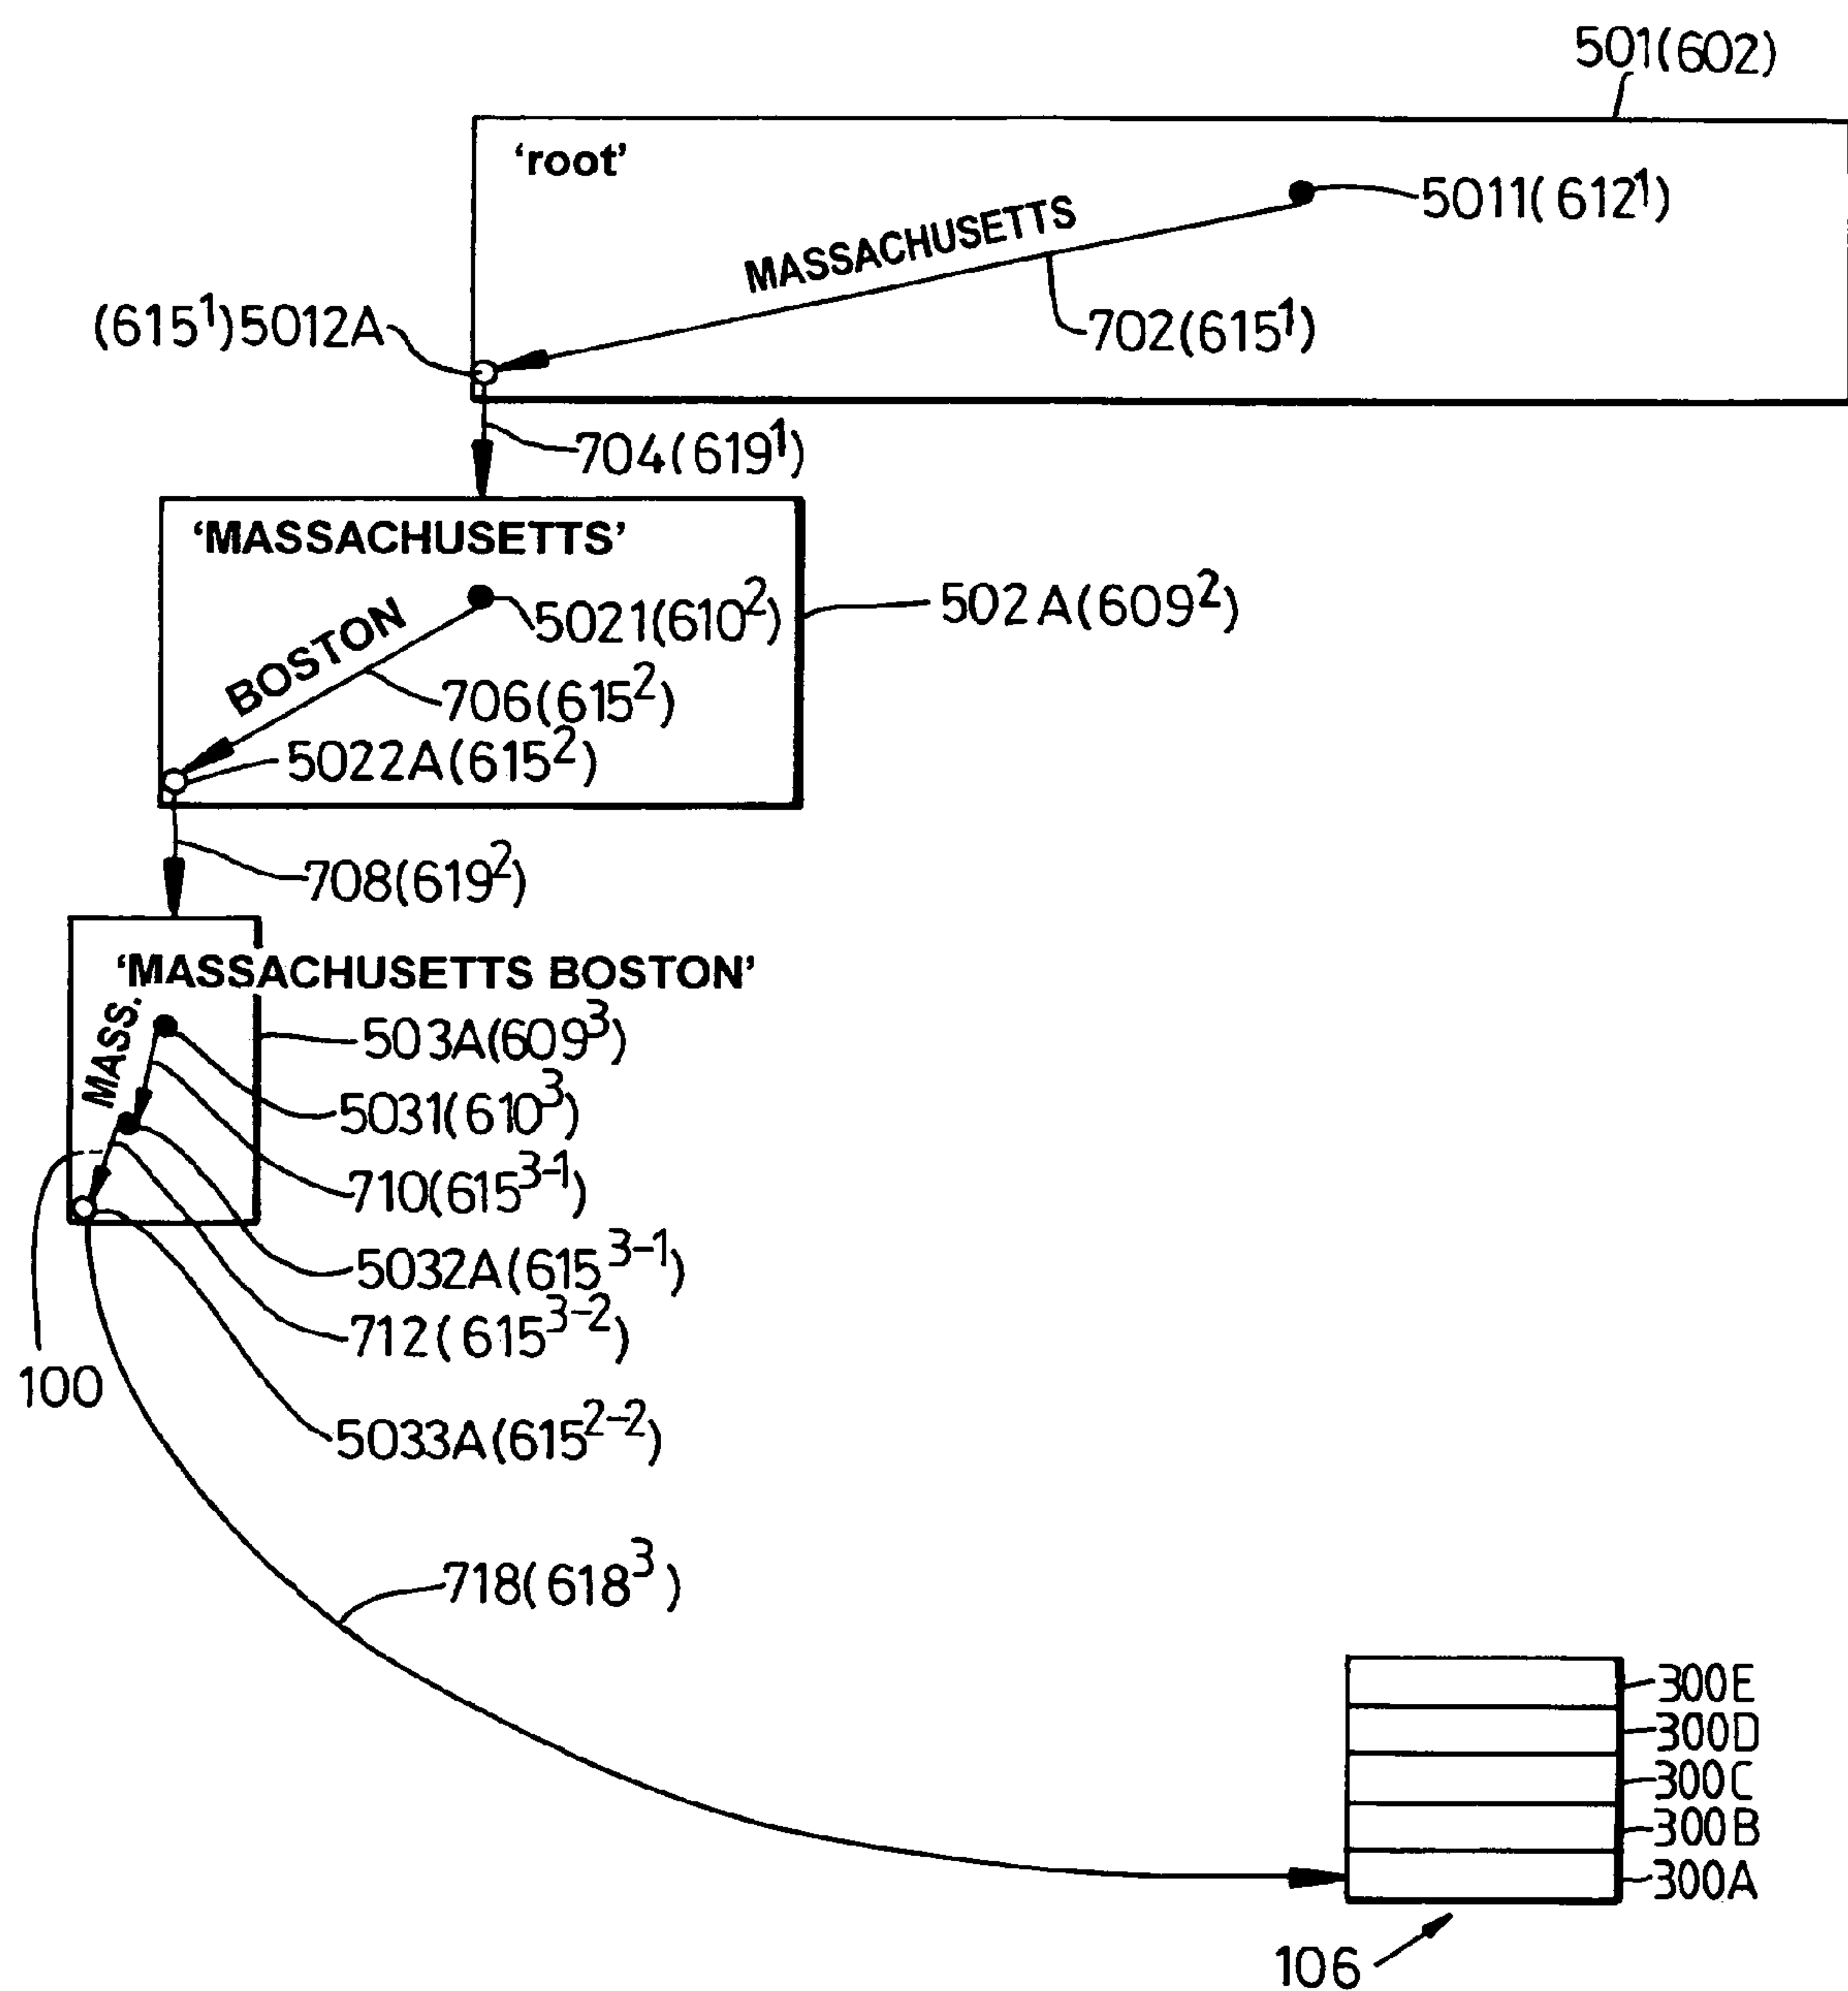 501(602)
‘root’
5011(612¹)
MASSACHUSETTS
(615¹)5012A
702(615¹)
704(619¹)
‘MASSACHUSETTS’
5021(610²)
502A(609²)
BOSTON
706(615²)
5022A(615²)
708(619²)
‘MASSACHUSETTS BOSTON’
MASS.
503A(609³)
5031(610³)
710(615³⁻¹)
5032A(615³⁻¹)
712(615³⁻²)
100
5033A(615²⁻²)
718(618³)
300E
300D
300C
300B
300A
106